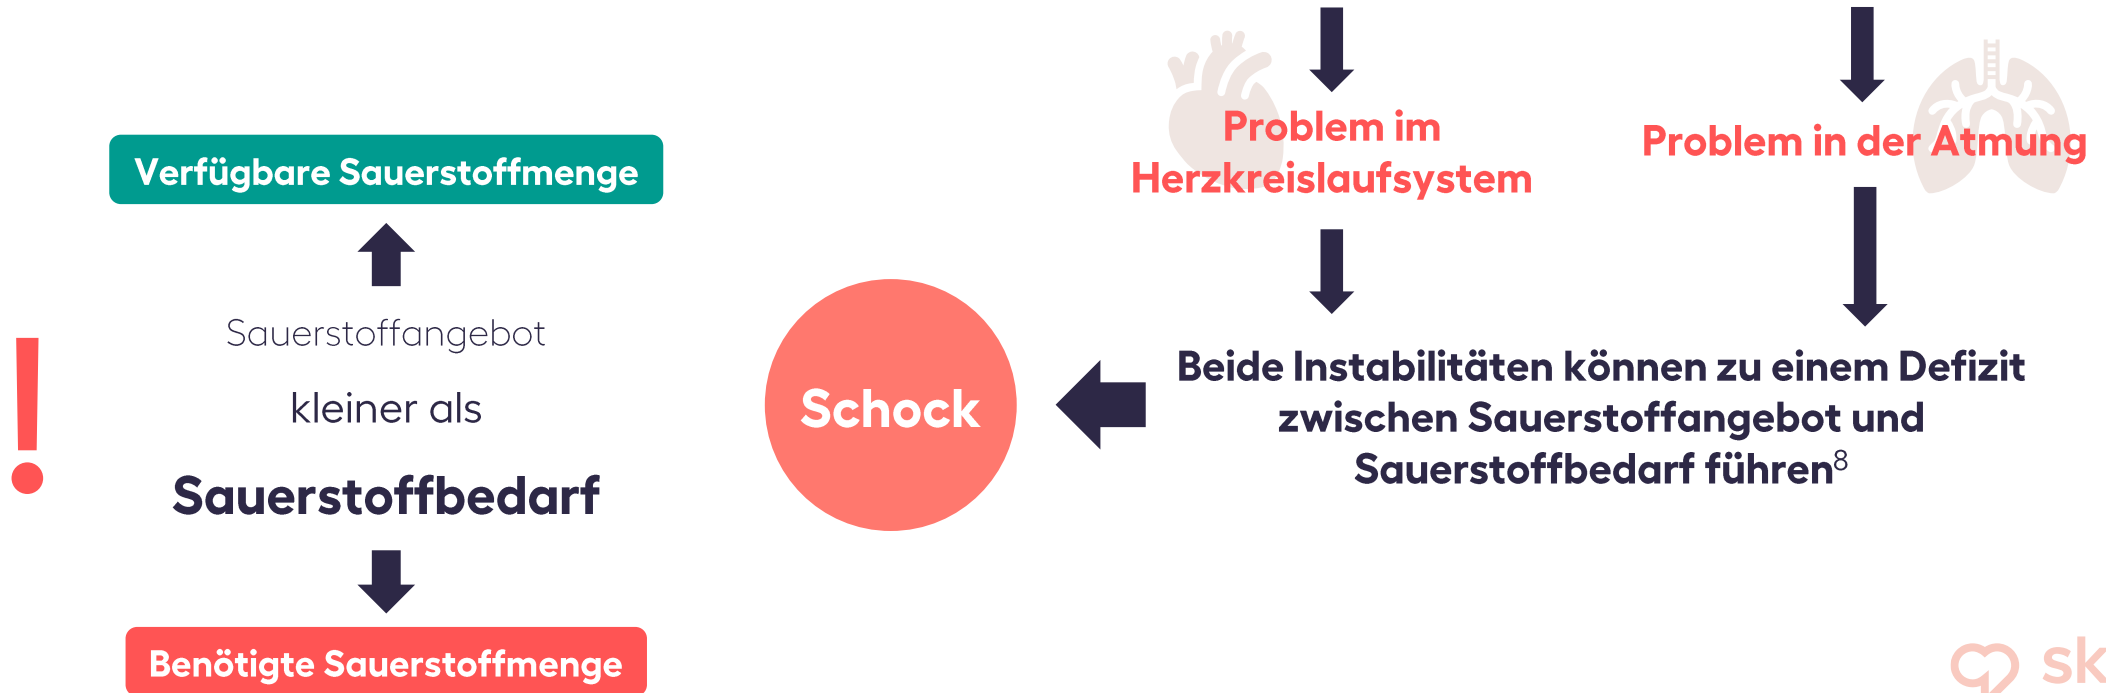 Verfügbare Sauerstoffmenge
Sauerstoffangebot
kleiner als
Sauerstoffbedarf
Benötigte Sauerstoffmenge
!
Schock
Problem im
Herzkreislaufsystem
Problem in der Atmung
Beide Instabilitäten können zu einem Defizit
zwischen Sauerstoffangebot und
Sauerstoffbedarf führen⁸
sk